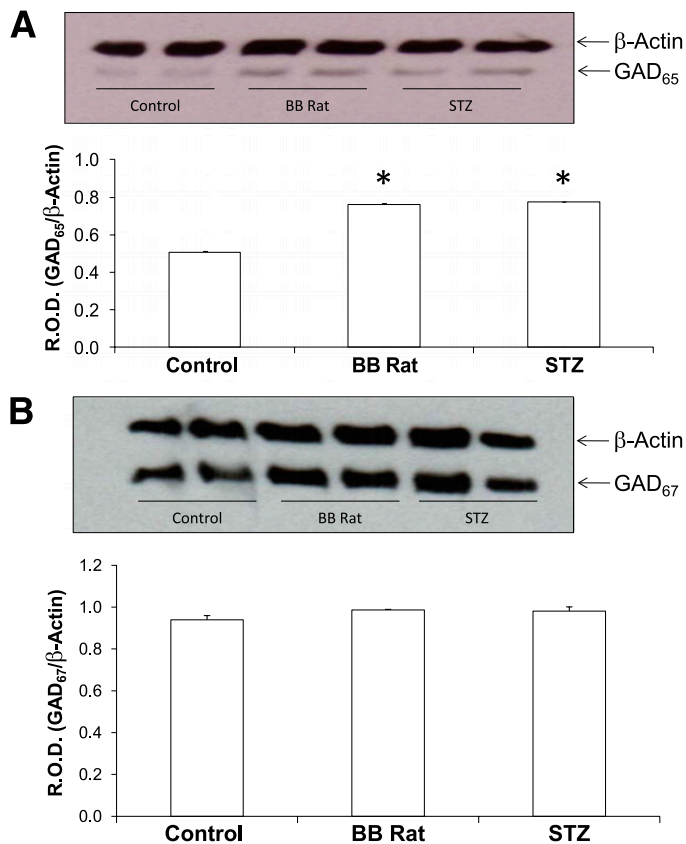 A
β-Actin
GAD65
Control BB Rat STZ
R.O.D. (GAD65/β-Actin)
1.0
0.8
0.6
0.4
0.2
0.0
* *
Control BB Rat STZ
B
β-Actin
GAD67
Control BB Rat STZ
R.O.D. (GAD67/β-Actin)
1.2
1.0
0.8
0.6
0.4
0.2
0.0
Control BB Rat STZ